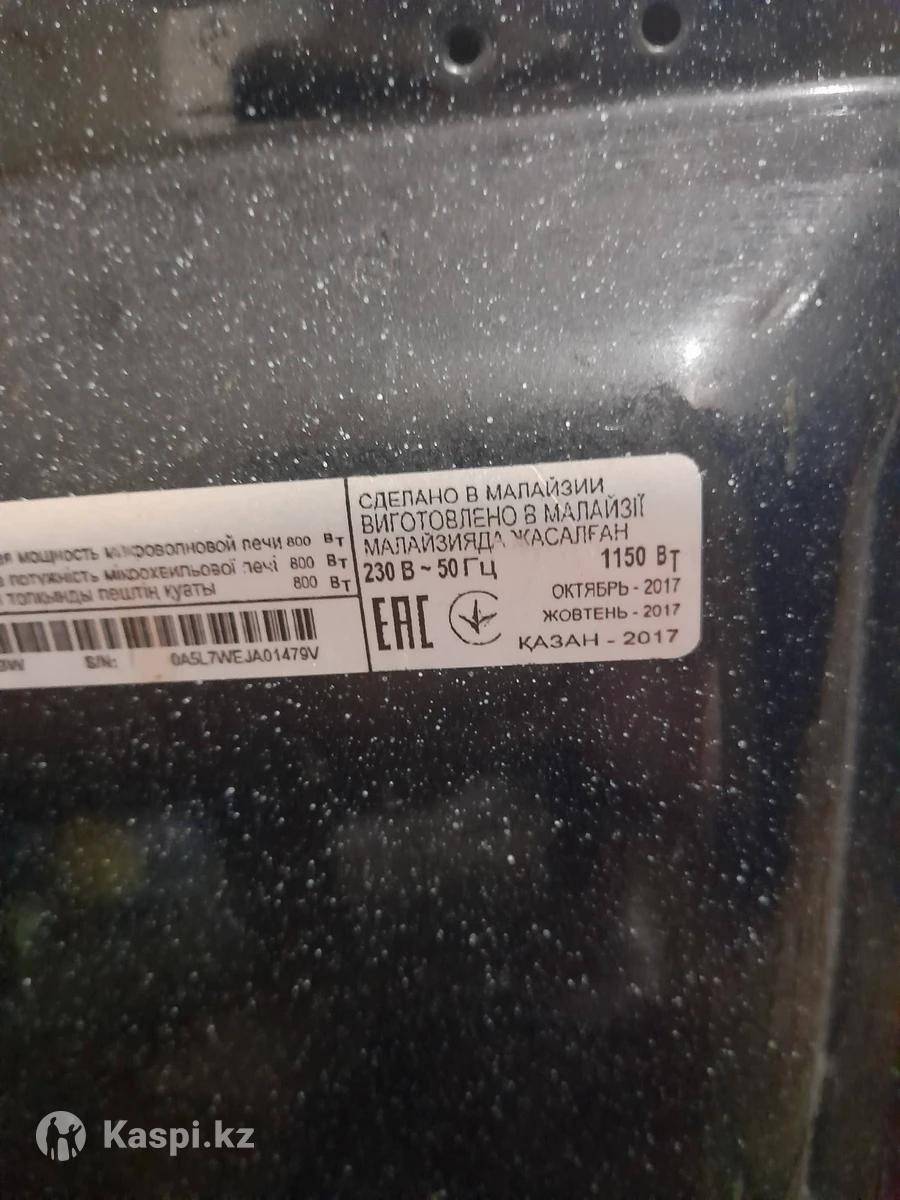 мощность микроволновой печи 800 Вт
потужність мікрохвильової печі 800 Вт
толқынды пештің қуаты 800 Вт
S/N: 0A5L7WEJA01479V
СДЕЛАНО В МАЛАЙЗИИ
ВИГОТОВЛЕНО В МАЛАЙЗІЇ
МАЛАЙЗИЯДА ЖАСАЛҒАН
230 В ~ 50 Гц 1150 Вт
ОКТЯБРЬ - 2017
ЖОВТЕНЬ - 2017
ҚАЗАН - 2017
EAC
Kaspi.kz